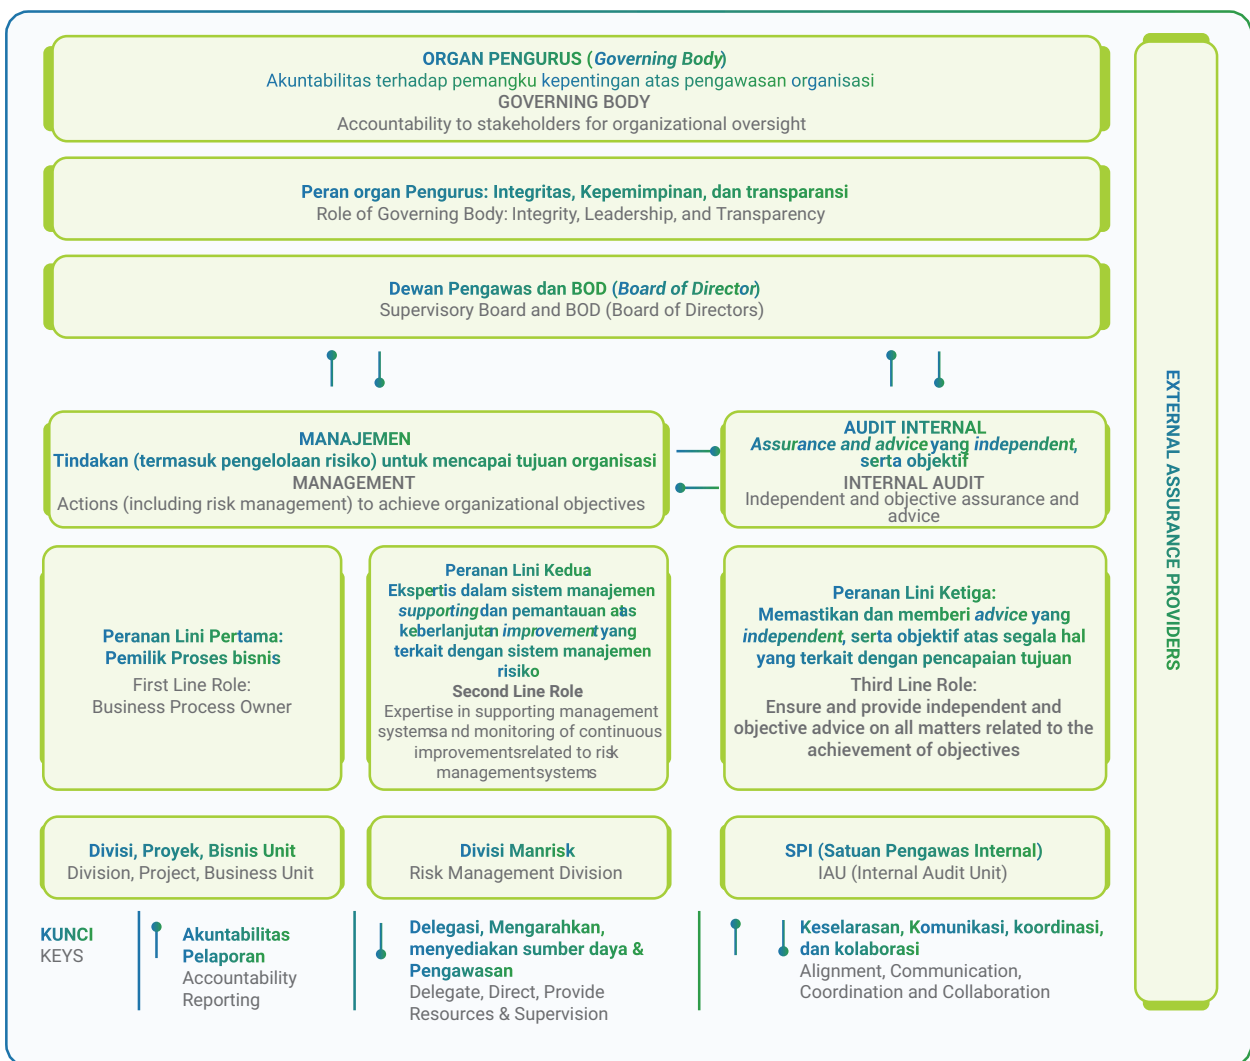 ORGAN PENGURUS (Governing Body)
Akuntabilitas terhadap pemangku kepentingan atas pengawasan organisasi
GOVERNING BODY
Accountability to stakeholders for organizational oversight
Peran organ Pengurus: Integritas, Kepemimpinan, dan transparansi
Role of Governing Body: Integrity, Leadership, and Transparency
Dewan Pengawas dan BOD (Board of Director)
Supervisory Board and BOD (Board of Directors)
MANAJEMEN
Tindakan (termasuk pengelolaan risiko) untuk mencapai tujuan organisasi
MANAGEMENT
Actions (including risk management) to achieve organizational objectives
AUDIT INTERNAL
Assurance and advice yang independent,
serta objektif
INTERNAL AUDIT
Independent and objective assurance and
advice
Peranan Lini Pertama:
Pemilik Proses bisnis
First Line Role:
Business Process Owner
Peranan Lini Kedua
Ekspertis dalam sistem manajemen
supporting dan pemantauan atas
keberlanjutan improvement yang
terkait dengan sistem manajemen
risiko
Second Line Role
Expertise in supporting management
systemsa nd monitoring of continuous
improvementsrelated to risk
managementsystems
Peranan Lini Ketiga:
Memastikan dan memberi advice yang
independent, serta objektif atas segala hal
yang terkait dengan pencapaian tujuan
Third Line Role:
Ensure and provide independent and
objective advice on all matters related to the
achievement of objectives
Divisi, Proyek, Bisnis Unit
Division, Project, Business Unit
Divisi Manrisk
Risk Management Division
SPI (Satuan Pengawas Internal)
IAU (Internal Audit Unit)
EXTERNAL ASSURANCE PROVIDERS
KUNCI
KEYS
Akuntabilitas
Pelaporan
Accountability
Reporting
Delegasi, Mengarahkan,
menyediakan sumber daya &
Pengawasan
Delegate, Direct, Provide
Resources & Supervision
Keselarasan, Komunikasi, koordinasi,
dan kolaborasi
Alignment, Communication,
Coordination and Collaboration